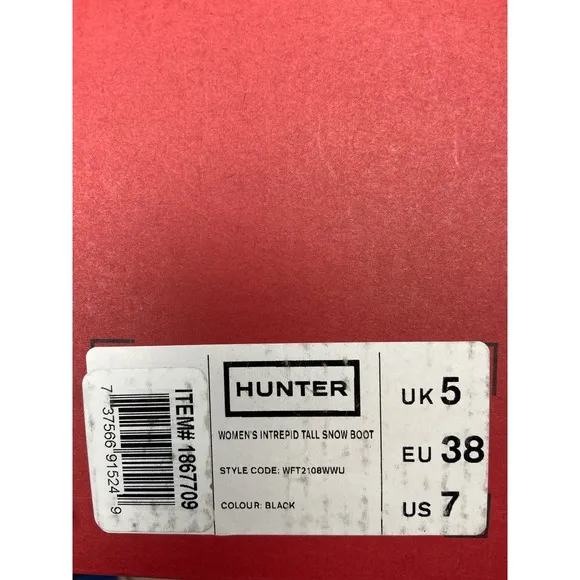 ITEM# 1867709
7 37566 91524 9
HUNTER
WOMEN'S INTREPID TALL SNOW BOOT
STYLE CODE: WFT2108WWU
COLOUR: BLACK
UK 5
EU 38
US 7